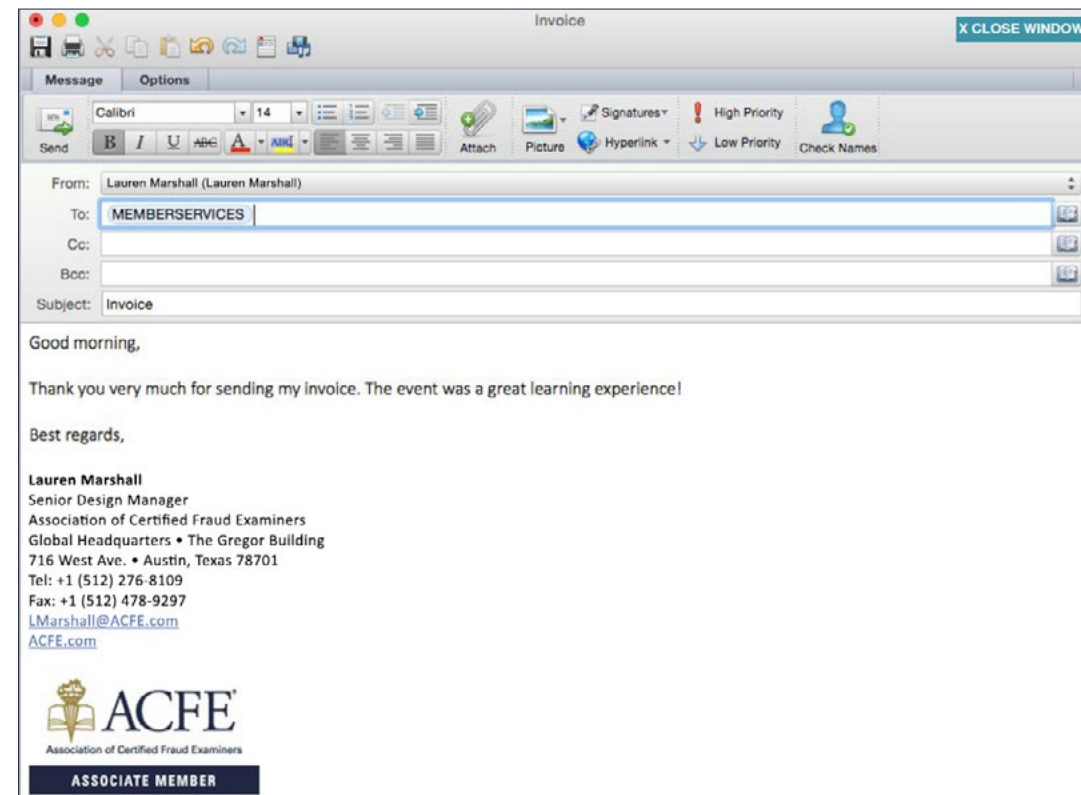 Invoice
X CLOSE WINDOW
Message Options
Calibri 14 Signatures High Priority
Send B I U ABC A ABC Attach Picture Hyperlink Low Priority Check Names
From: Lauren Marshall (Lauren Marshall)
To: MEMBERSERVICES
Cc:
Bcc:
Subject: Invoice
Good morning,
Thank you very much for sending my invoice. The event was a great learning experience!
Best regards,
Lauren Marshall
Senior Design Manager
Association of Certified Fraud Examiners
Global Headquarters • The Gregor Building
716 West Ave. • Austin, Texas 78701
Tel: +1 (512) 276-8109
Fax: +1 (512) 478-9297
LMarshall@ACFE.com
ACFE.com
ACFE®
Association of Certified Fraud Examiners
ASSOCIATE MEMBER